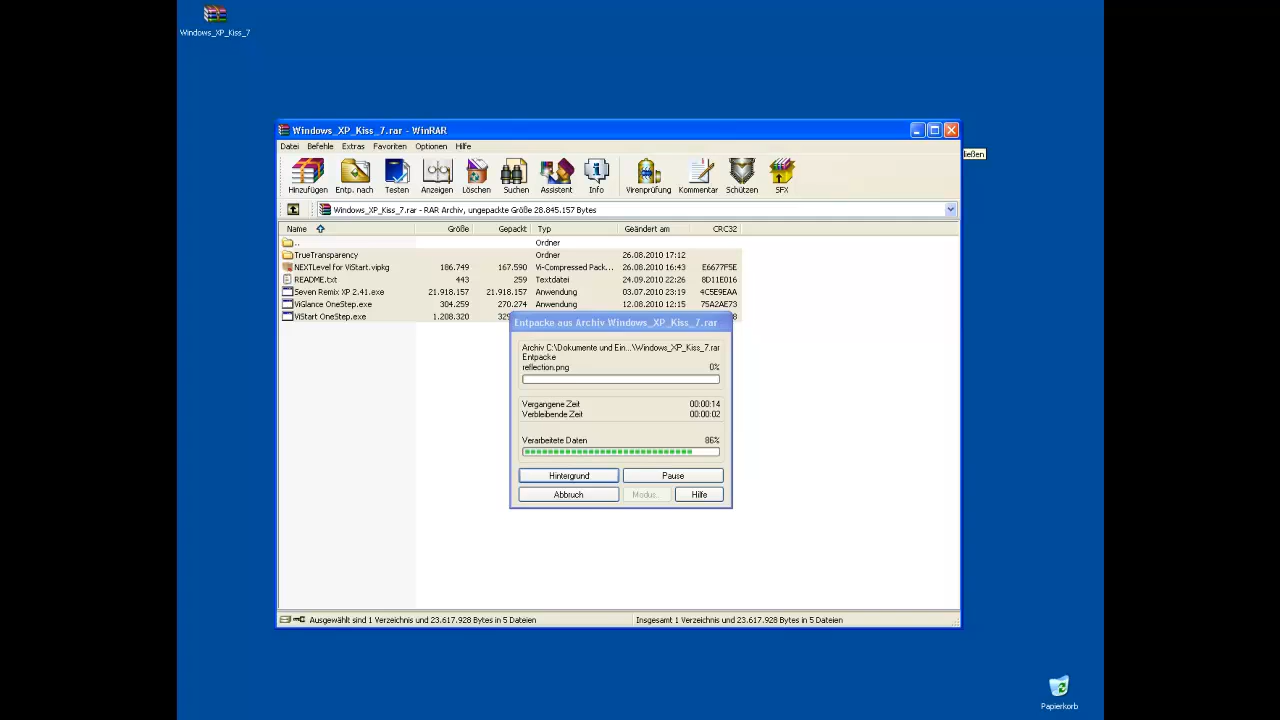 Windows_XP_Kiss_7
Windows_XP_Kiss_7.rar - WinRAR
Datei Befehle Extras Favoriten Optionen Hilfe
ließen
Hinzufügen Entp. nach Testen Anzeigen Löschen Suchen Assistent Info Virenprüfung Kommentar Schützen SFX
Windows_XP_Kiss_7.rar - RAR Archiv, ungepackte Größe 28.845.157 Bytes
Name Größe Gepackt Typ Geändert am CRC32
.. Ordner
TrueTransparency Ordner 26.08.2010 17:12
NEXTLevel for ViStart.vipkg 186.749 167.590 Vi-Compressed Pack... 26.08.2010 16:43 E6677F5E
README.txt 443 259 Textdatei 24.09.2010 22:26 8D11E016
Seven Remix XP 2.41.exe 21.918.157 21.918.157 Anwendung 03.07.2010 23:19 4C5E9EAA
ViGlance OneStep.exe 304.259 270.274 Anwendung 12.08.2010 12:15 75A2AE73
ViStart OneStep.exe 1.208.320
Entpacke aus Archiv Windows_XP_Kiss_7.rar
Archiv C:\Dokumente und Ein...\Windows_XP_Kiss_7.rar
Entpacke
reflection.png 0%
Vergangene Zeit 00:00:14
Verbleibende Zeit 00:00:02
Verarbeitete Daten 86%
Hintergrund Pause
Abbruch Modus... Hilfe
Ausgewählt sind 1 Verzeichnis und 23.617.928 Bytes in 5 Dateien Insgesamt 1 Verzeichnis und 23.617.928 Bytes in 5 Dateien
Papierkorb